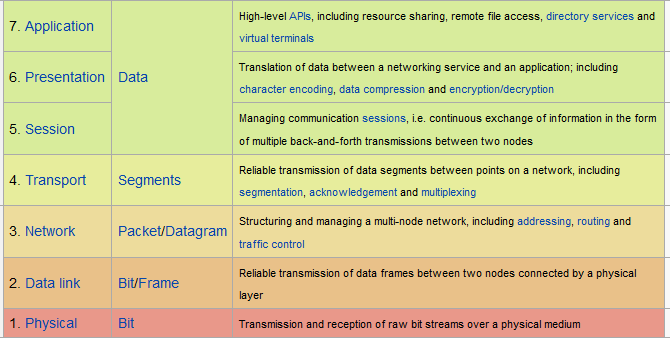 7. Application
Data
High-level APIs, including resource sharing, remote file access, directory services and
virtual terminals
6. Presentation
Translation of data between a networking service and an application; including
character encoding, data compression and encryption/decryption
5. Session
Managing communication sessions, i.e. continuous exchange of information in the form
of multiple back-and-forth transmissions between two nodes
4. Transport
Segments
Reliable transmission of data segments between points on a network, including
segmentation, acknowledgement and multiplexing
3. Network
Packet/Datagram
Structuring and managing a multi-node network, including addressing, routing and
traffic control
2. Data link
Bit/Frame
Reliable transmission of data frames between two nodes connected by a physical
layer
1. Physical
Bit
Transmission and reception of raw bit streams over a physical medium